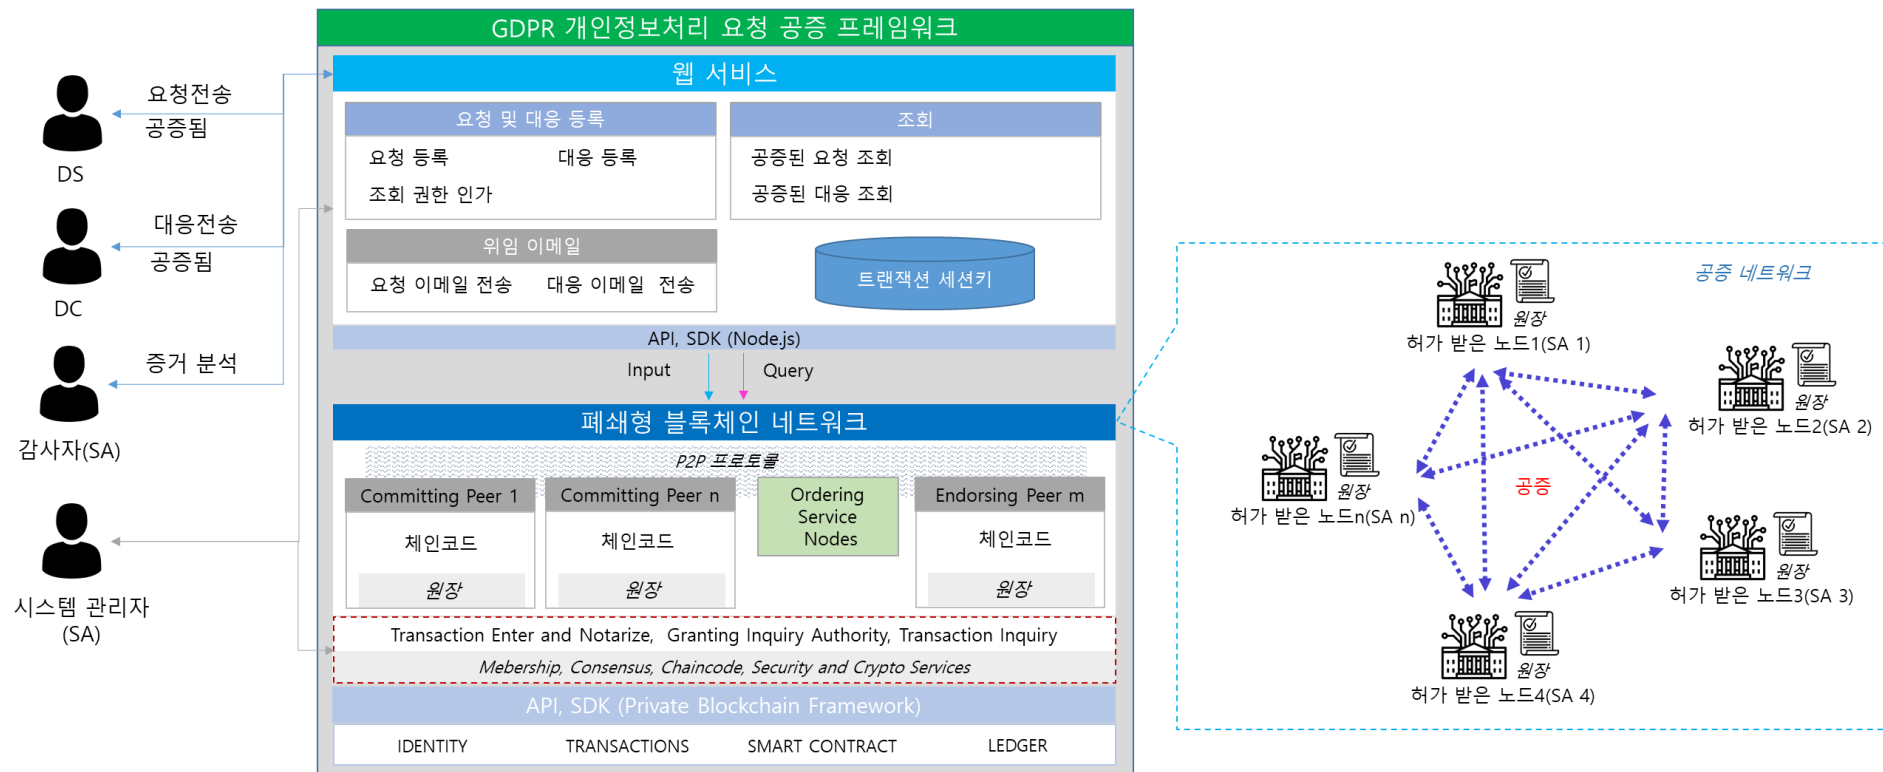 GDPR 개인정보처리 요청 공증 프레임워크
웹 서비스
요청 및 대응 등록
요청 등록 대응 등록
조회 권한 인가
조회
공증된 요청 조회
공증된 대응 조회
위임 이메일
요청 이메일 전송 대응 이메일 전송
트랜잭션 세션키
API, SDK (Node.js)
Input Query
요청전송
공증됨
DS
대응전송
공증됨
DC
증거 분석
감사자(SA)
시스템 관리자
(SA)
폐쇄형 블록체인 네트워크
P2P 프로토콜
Committing Peer 1
체인코드
원장
Committing Peer n
체인코드
원장
Ordering
Service
Nodes
Endorsing Peer m
체인코드
원장
Transaction Enter and Notarize, Granting Inquiry Authority, Transaction Inquiry
Mebership, Consensus, Chaincode, Security and Crypto Services
API, SDK (Private Blockchain Framework)
IDENTITY TRANSACTIONS SMART CONTRACT LEDGER
공증 네트워크
원장
허가 받은 노드1(SA 1)
원장
허가 받은 노드2(SA 2)
원장
허가 받은 노드n(SA n)
공증
원장
허가 받은 노드3(SA 3)
원장
허가 받은 노드4(SA 4)